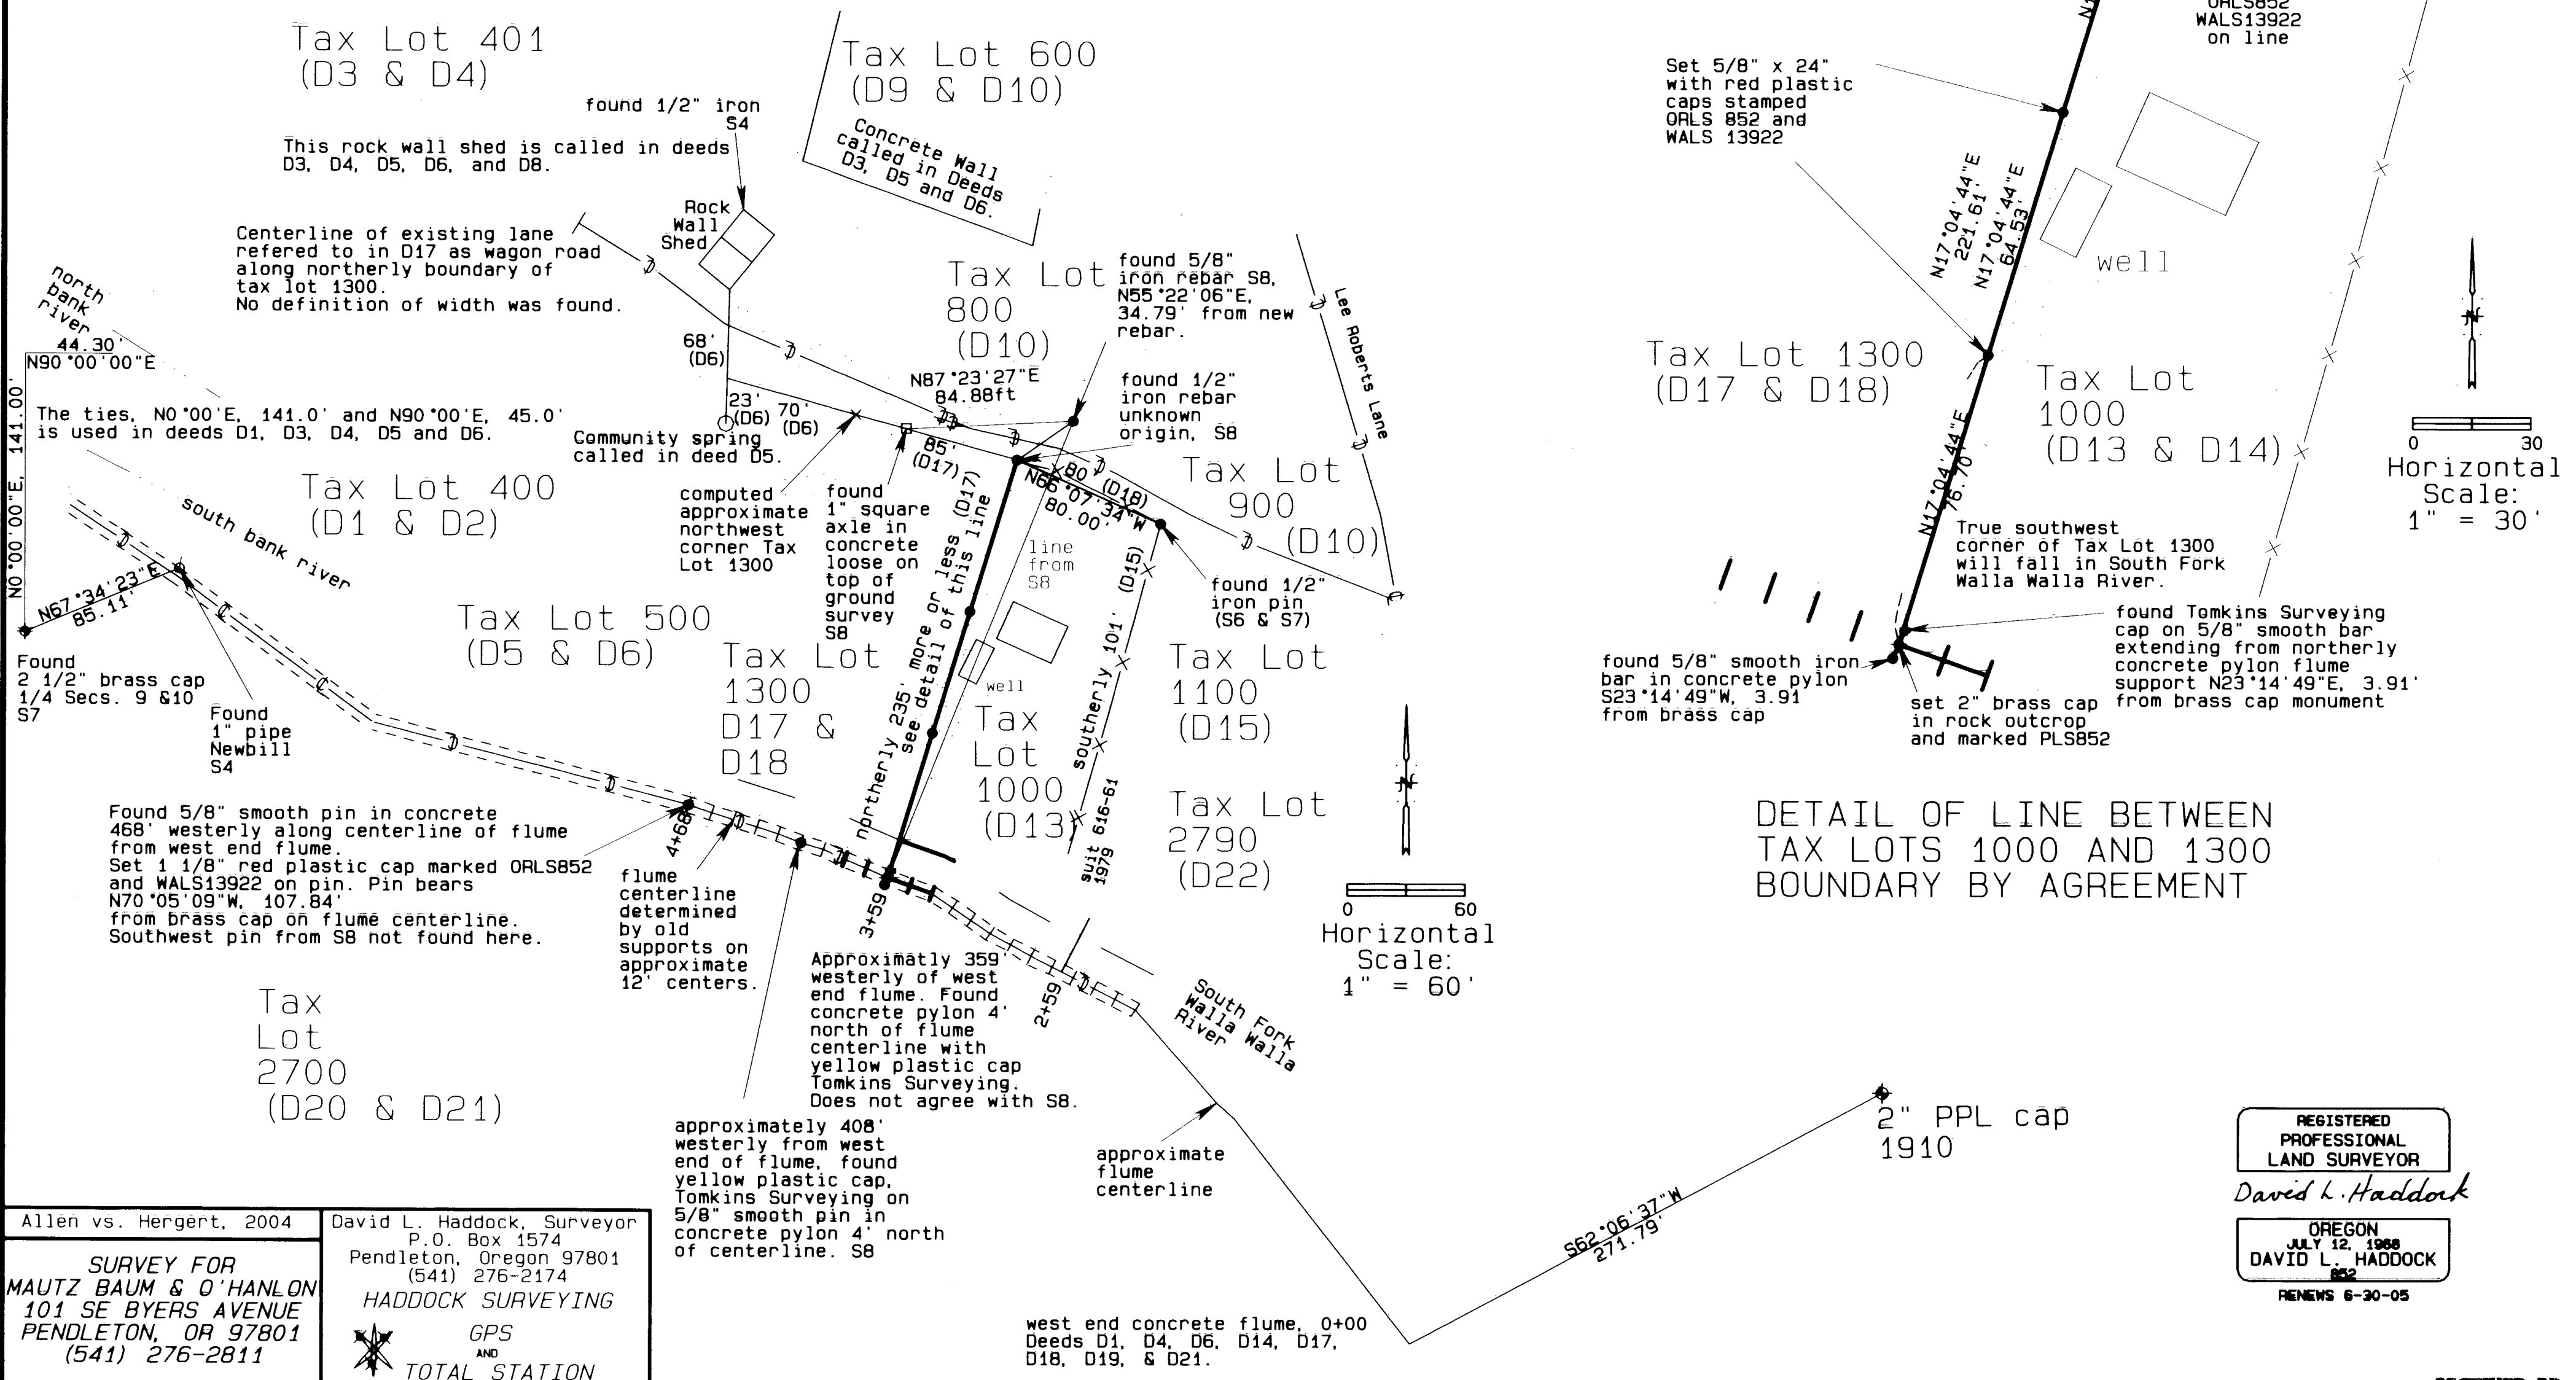 Tax Lot 401
(D3 & D4)
found 1/2" iron
S4
This rock wall shed is called in deeds
D3, D4, D5, D6, and D8.
Tax Lot 600
(D9 & D10)
Concrete Wall
called in Deeds
D3, D5 and D6.
Rock
Wall
Shed
Centerline of existing lane
refered to in D17 as wagon road
along northerly boundary of
tax lot 1300.
No definition of width was found.
north
bank
river
44.30'
N90°00'00"E
N0°00'00"E, 141.00'
The ties, N0°00'E, 141.0' and N90°00'E, 45.0'
is used in deeds D1, D3, D4, D5 and D6.
68'
(D6)
23'
(D6)
70'
(D6)
Community spring
called in deed D5.
Tax Lot
800
(D10)
found 5/8"
iron rebar S8,
N55°22'06"E,
34.79' from new
rebar.
N87°23'27"E
84.88ft
found 1/2"
iron rebar
unknown
origin, S8
Lee Roberts Lane
85'
(D17)
80' (D18)
N66°07'34"W
80.00'
Tax Lot
900
(D10)
Tax Lot 400
(D1 & D2)
south bank river
N67°34'23"E
85.11'
computed
approximate
northwest
corner Tax
Lot 1300
found
1" square
axle in
concrete
loose on
top of
ground
survey
S8
line
from
S8
found 1/2"
iron pin
(S6 & S7)
Tax Lot 500
(D5 & D6)
Found
2 1/2" brass cap
1/4 Secs. 9 &10
S7
Found
1" pipe
Newbill
S4
Tax Lot
1300
D17 &
D18
northerly 235' more or less (D17)
see detail of this line
well
Tax
Lot
1000
(D13)
southerly 101' (D15)
suit 616-61
1979
Tax Lot
1100
(D15)
Tax Lot
2790
(D22)
Found 5/8" smooth pin in concrete
468' westerly along centerline of flume
from west end flume.
Set 1 1/8" red plastic cap marked ORLS852
and WALS13922 on pin. Pin bears
N70°05'09"W, 107.84'
from brass cap on flume centerline.
Southwest pin from S8 not found here.
4+68
flume
centerline
determined
by old
supports on
approximate
12' centers.
3+59
Approximatly 359'
westerly of west
end flume. Found
concrete pylon 4'
north of flume
centerline with
yellow plastic cap
Tomkins Surveying.
Does not agree with S8.
2+59
South Fork
Walla Walla
River
0 60
Horizontal
Scale:
1" = 60'
Tax
Lot
2700
(D20 & D21)
approximately 408'
westerly from west
end of flume, found
yellow plastic cap,
Tomkins Surveying on
5/8" smooth pin in
concrete pylon 4' north
of centerline. S8
approximate
flume
centerline
west end concrete flume, 0+00
Deeds D1, D4, D6, D14, D17,
D18, D19, & D21.
S62°06'37"W
271.79'
2" PPL cap
1910
ORLS852
WALS13922
on line
Set 5/8" x 24"
with red plastic
caps stamped
ORLS 852 and
WALS 13922
N17°04'44"E
221.61'
N17°04'44"E
64.53'
well
Tax Lot 1300
(D17 & D18)
Tax Lot
1000
(D13 & D14)
0 30
Horizontal
Scale:
1" = 30'
N17°04'44"E
76.70'
True southwest
corner of Tax Lot 1300
will fall in South Fork
Walla Walla River.
found Tomkins Surveying
cap on 5/8" smooth bar
extending from northerly
concrete pylon flume
support N23°14'49"E, 3.91'
from brass cap monument
found 5/8" smooth iron
bar in concrete pylon
S23°14'49"W, 3.91
from brass cap
set 2" brass cap
in rock outcrop
and marked PLS852
DETAIL OF LINE BETWEEN
TAX LOTS 1000 AND 1300
BOUNDARY BY AGREEMENT
Allen vs. Hergert, 2004
SURVEY FOR
MAUTZ BAUM & O'HANLON
101 SE BYERS AVENUE
PENDLETON, OR 97801
(541) 276-2811
David L. Haddock, Surveyor
P.O. Box 1574
Pendleton, Oregon 97801
(541) 276-2174
HADDOCK SURVEYING
GPS
AND
TOTAL STATION
REGISTERED
PROFESSIONAL
LAND SURVEYOR
David L. Haddock
OREGON
JULY 12, 1968
DAVID L. HADDOCK
852
RENEWS 6-30-05